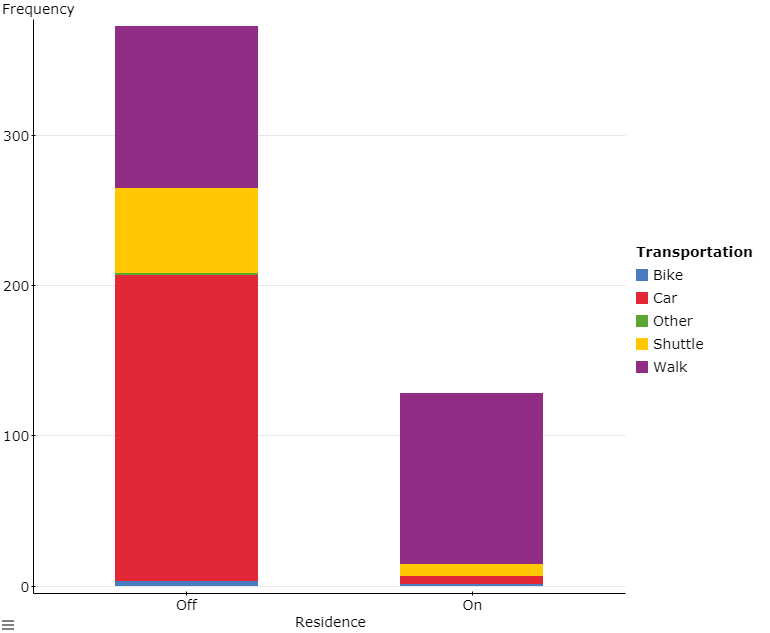 Frequency
300
200
100
0
Off
On
Residence
Transportation
Bike
Car
Other
Shuttle
Walk